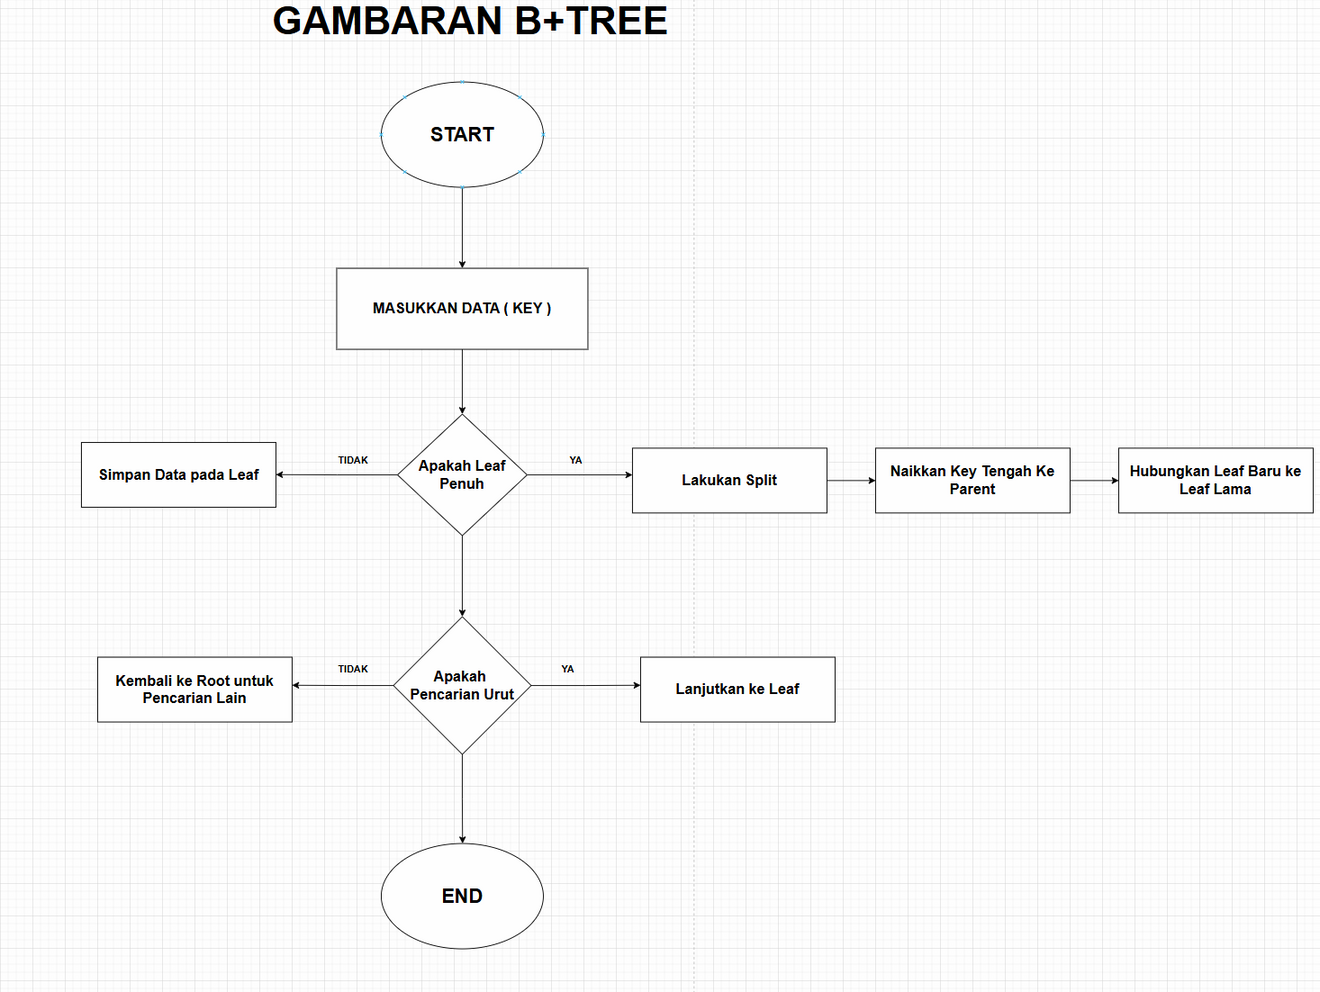 GAMBARAN B+TREE
START
MASUKKAN DATA ( KEY )
Apakah Leaf
Penuh
TIDAK
Simpan Data pada Leaf
YA
Lakukan Split
Naikkan Key Tengah Ke
Parent
Hubungkan Leaf Baru ke
Leaf Lama
Apakah
Pencarian Urut
TIDAK
Kembali ke Root untuk
Pencarian Lain
YA
Lanjutkan ke Leaf
END